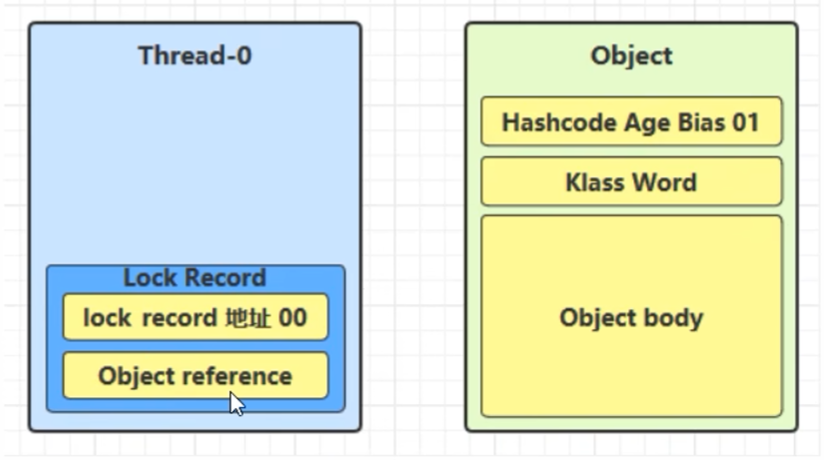 Thread-0
Lock Record
lock record 地址 00
Object reference
Object
Hashcode Age Bias 01
Klass Word
Object body